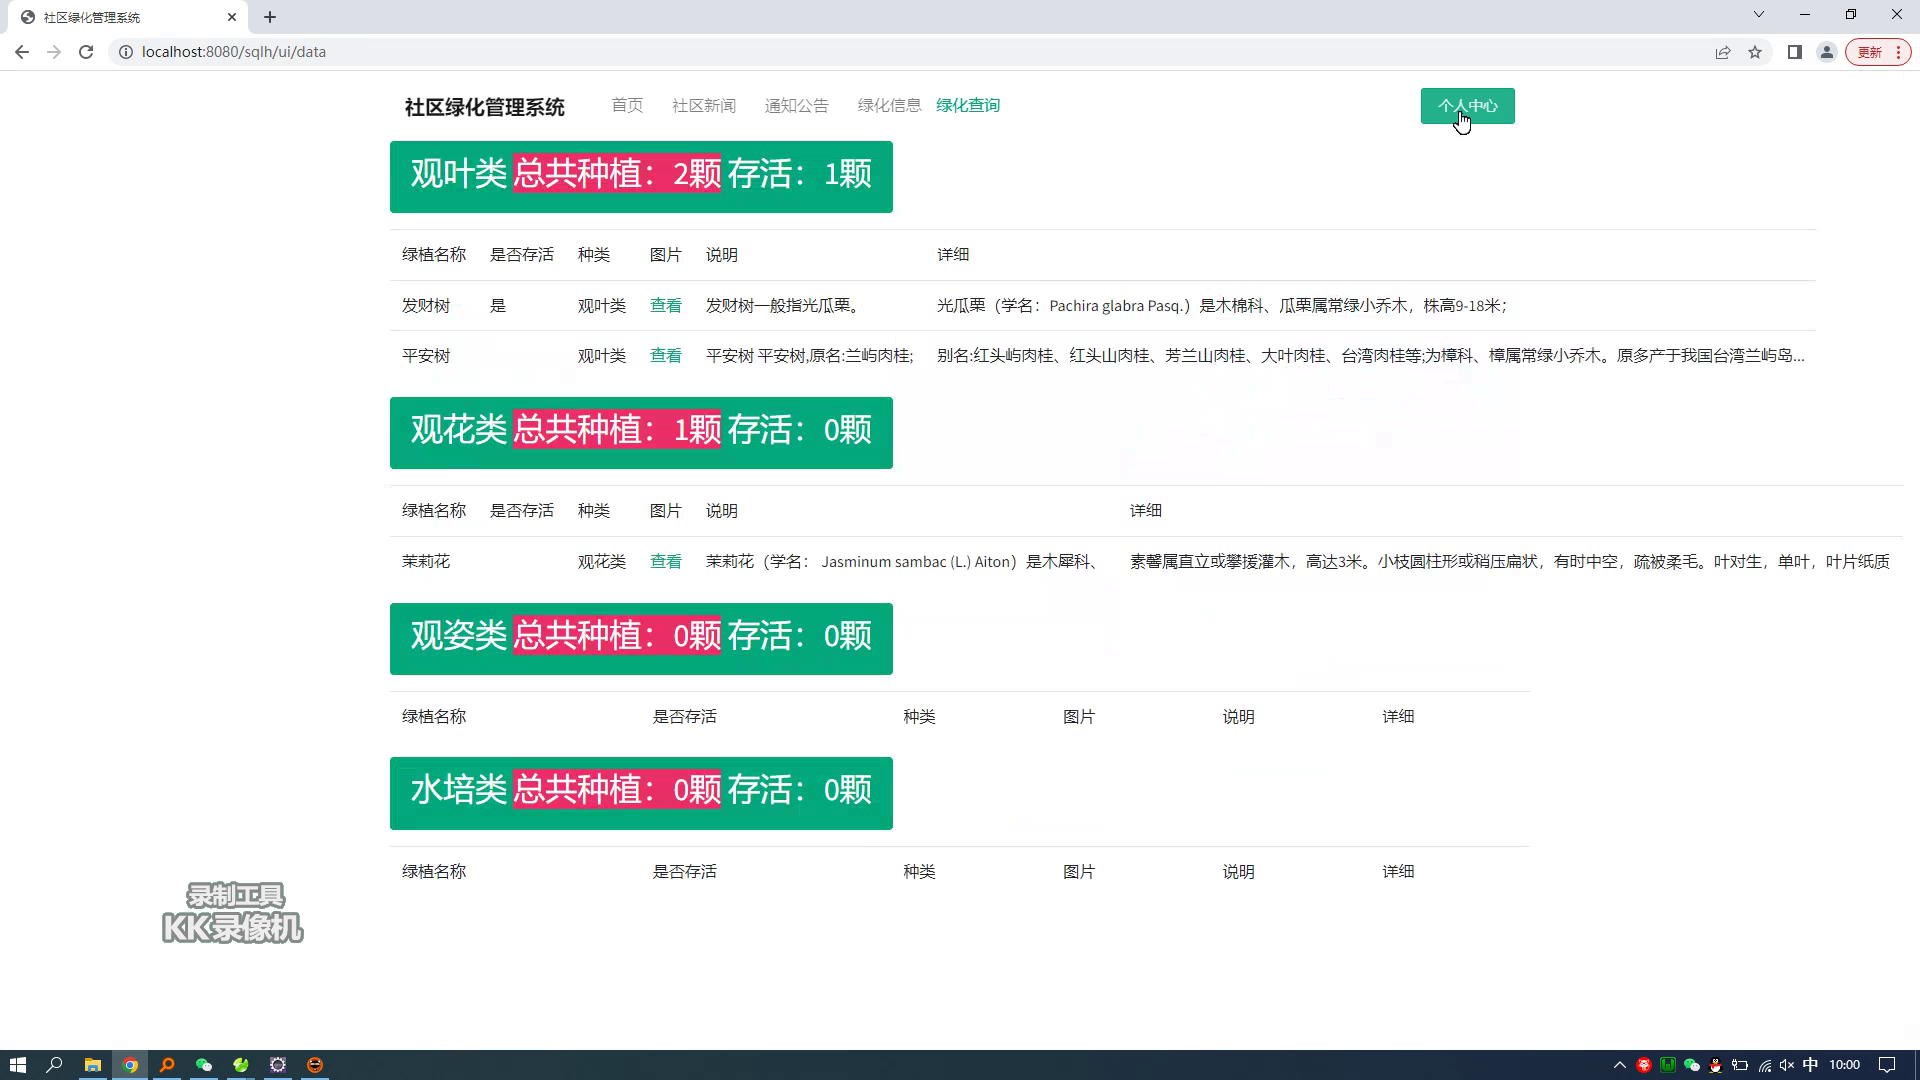 社区绿化管理系统
localhost:8080/sqlh/ui/data
更新
社区绿化管理系统 首页 社区新闻 通知公告 绿化信息 绿化查询 个人中心
观叶类 总共种植：2颗 存活：1颗
绿植名称 是否存活 种类 图片 说明 详细
发财树 是 观叶类 查看 发财树一般指光瓜栗。 光瓜栗（学名：Pachira glabra Pasq.）是木棉科、瓜栗属常绿小乔木，株高9-18米；
平安树 观叶类 查看 平安树 平安树,原名:兰屿肉桂; 别名:红头屿肉桂、红头山肉桂、芳兰山肉桂、大叶肉桂、台湾肉桂等;为樟科、樟属常绿小乔木。原多产于我国台湾兰屿岛...
观花类 总共种植：1颗 存活：0颗
绿植名称 是否存活 种类 图片 说明 详细
茉莉花 观花类 查看 茉莉花（学名： Jasminum sambac (L.) Aiton）是木犀科、 素馨属直立或攀援灌木，高达3米。小枝圆柱形或稍压扁状，有时中空，疏被柔毛。叶对生，单叶，叶片纸质
观姿类 总共种植：0颗 存活：0颗
绿植名称 是否存活 种类 图片 说明 详细
水培类 总共种植：0颗 存活：0颗
绿植名称 是否存活 种类 图片 说明 详细
录制工具
KK录像机
中 10:00